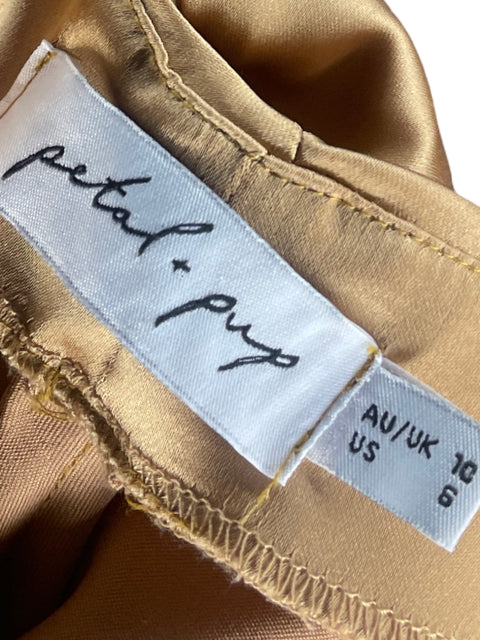 petal + pup
AU/UK 10
US 6